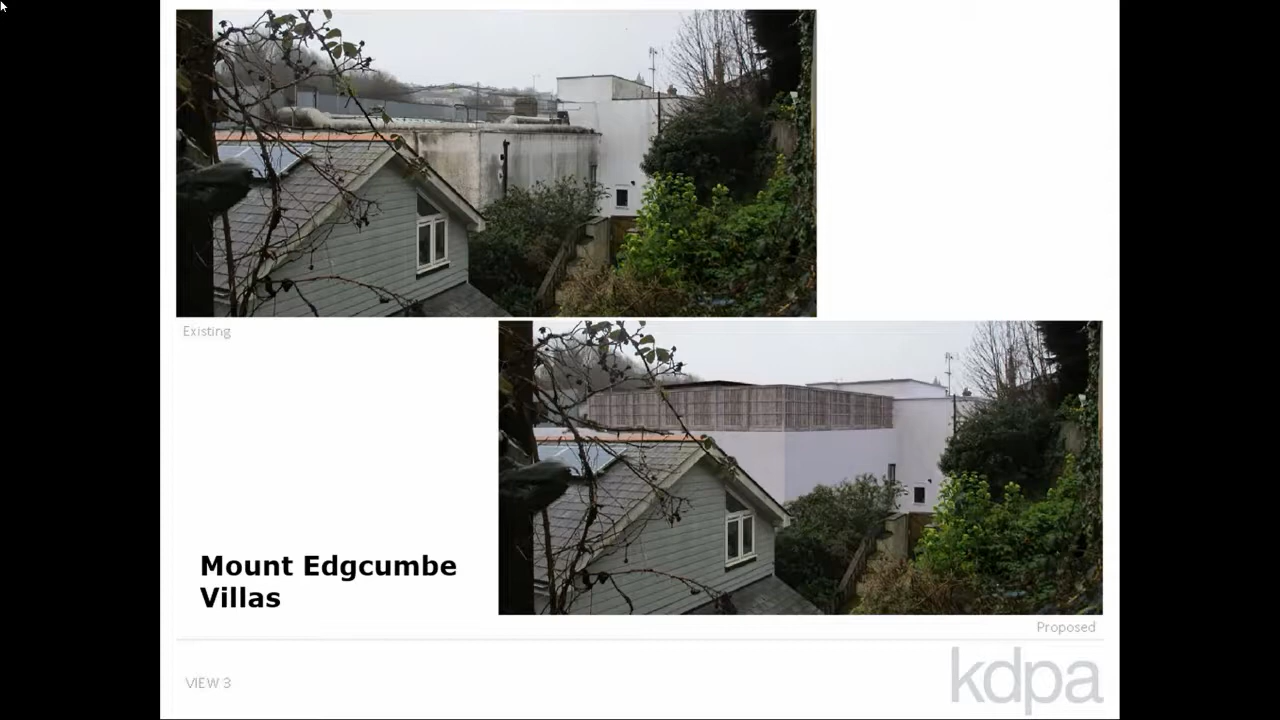 Existing
Mount Edgcumbe
Villas
Proposed
VIEW 3
kdpa